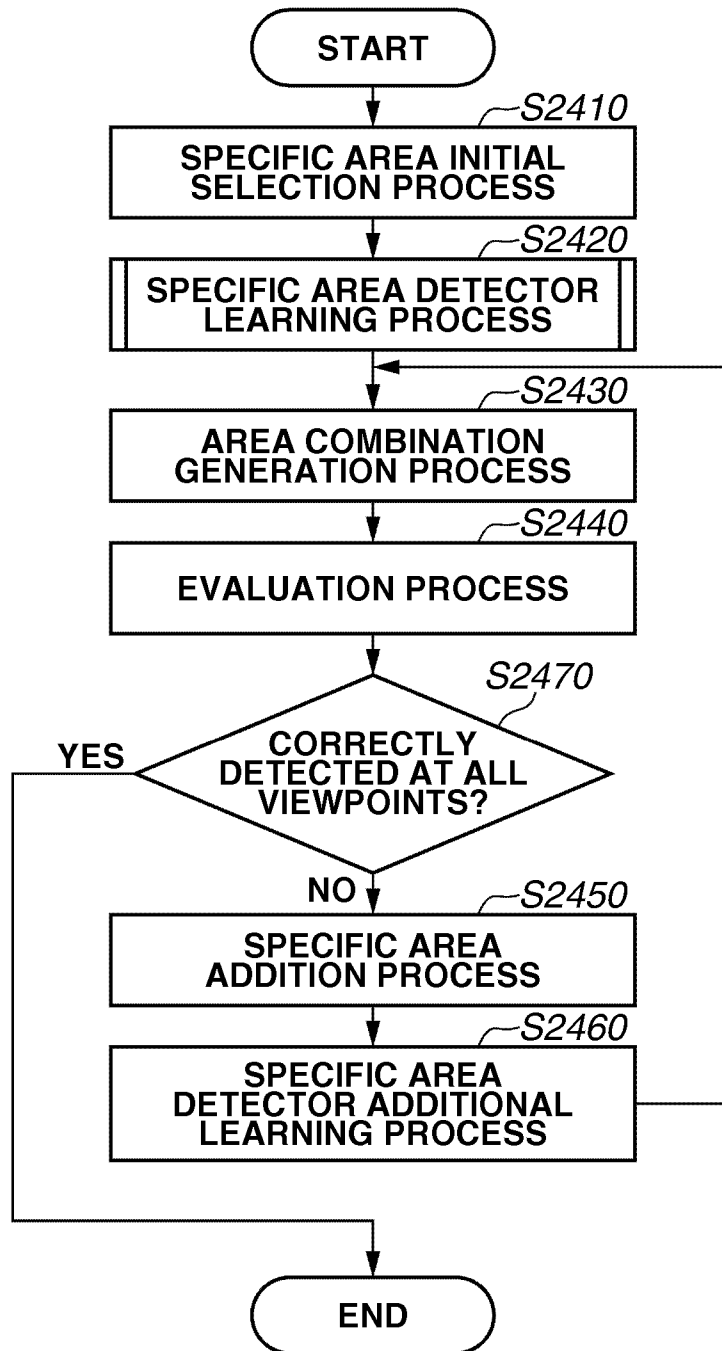 START
S2410
SPECIFIC AREA INITIAL
SELECTION PROCESS
S2420
SPECIFIC AREA DETECTOR
LEARNING PROCESS
S2430
AREA COMBINATION
GENERATION PROCESS
S2440
EVALUATION PROCESS
S2470
YES
CORRECTLY
DETECTED AT ALL
VIEWPOINTS?
NO
S2450
SPECIFIC AREA
ADDITION PROCESS
S2460
SPECIFIC AREA
DETECTOR ADDITIONAL
LEARNING PROCESS
END